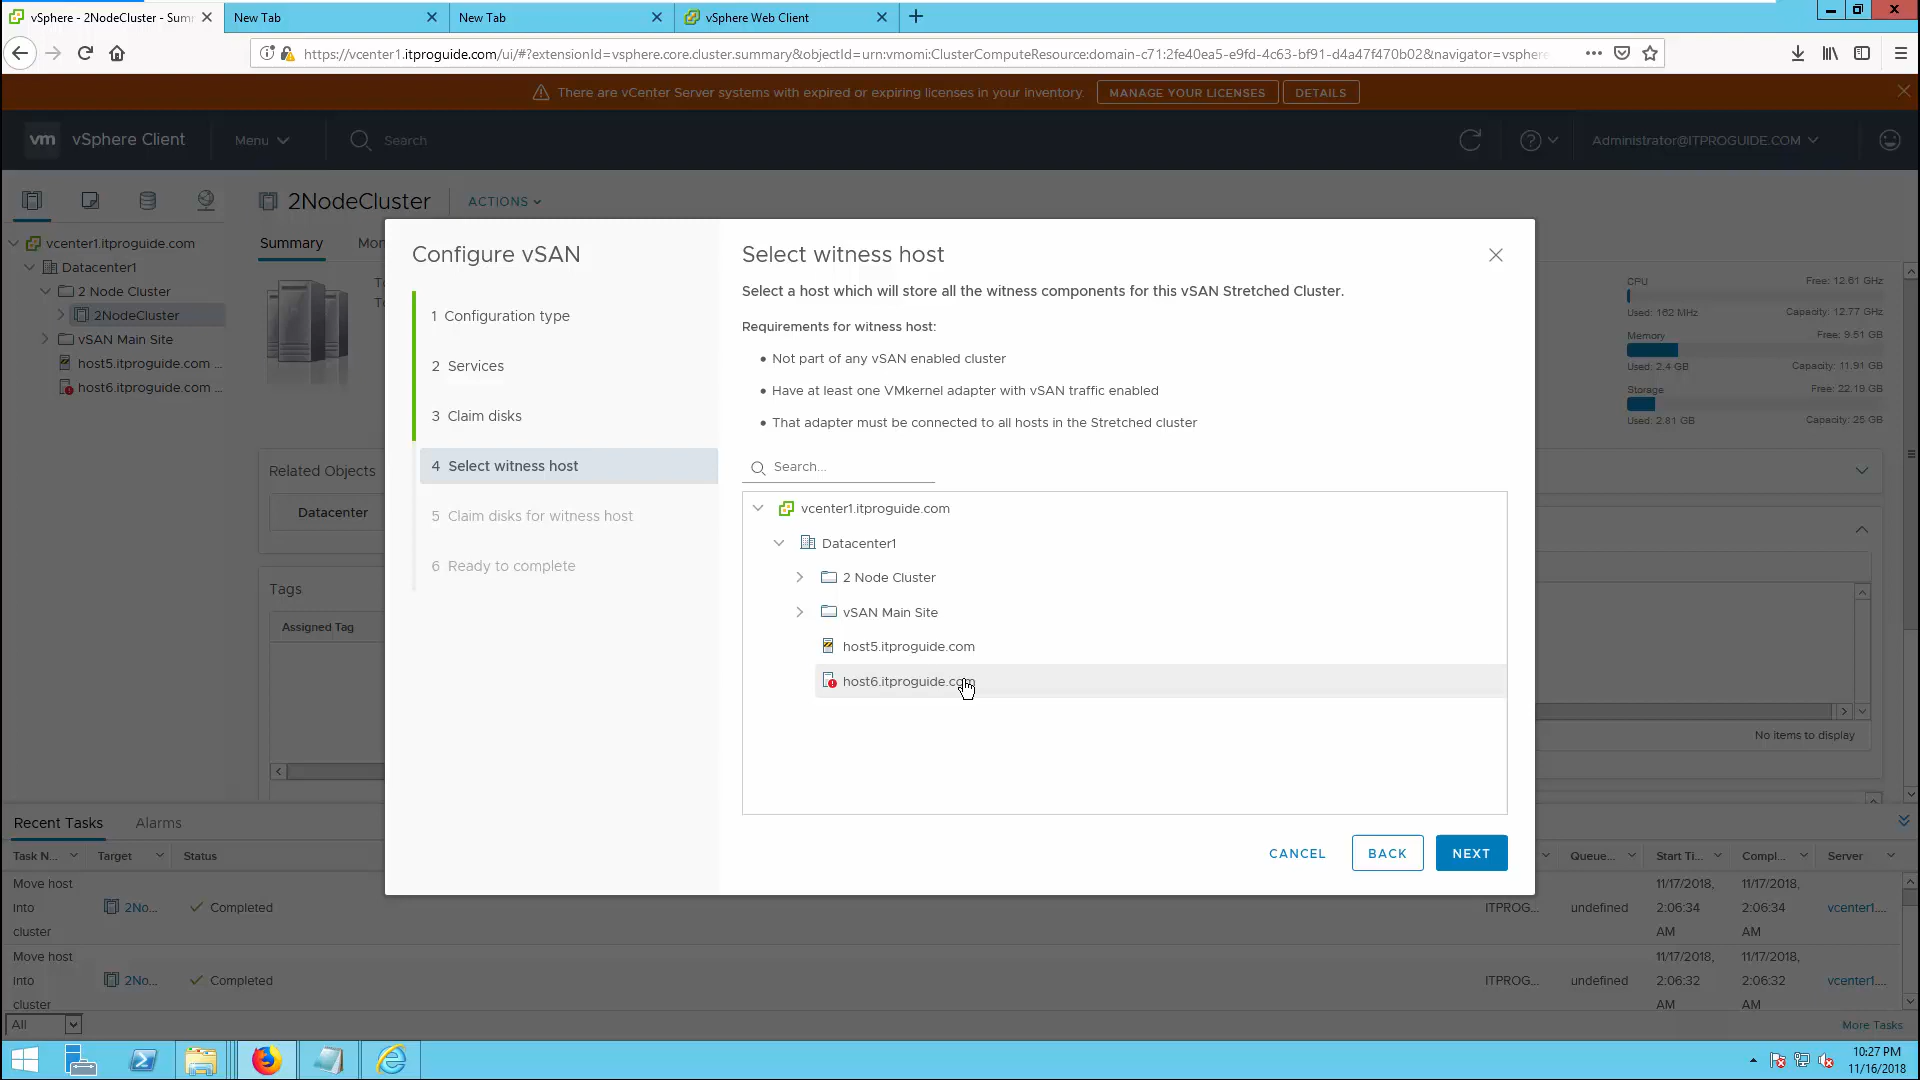 vSphere - 2NodeCluster - Sum
New Tab
New Tab
vSphere Web Client
https://vcenter1.itproguide.com/ui/#?extensionId=vsphere.core.cluster.summary&objectId=urn:vmomi:ClusterComputeResource:domain-c71:2fe40ea5-e9fd-4c63-bf91-d4a47f470b02&navigator=vsphere
There are vCenter Server systems with expired or expiring licenses in your inventory.
MANAGE YOUR LICENSES
DETAILS
vm vSphere Client
Menu
Search
Administrator@ITPROGUIDE.COM
vcenter1.itproguide.com
Datacenter1
2 Node Cluster
2NodeCluster
vSAN Main Site
host5.itproguide.com ...
host6.itproguide.com ...
2NodeCluster
ACTIONS
Summary
Mor
CPU
Free: 12.61 GHz
Used: 162 MHz
Capacity: 12.77 GHz
Memory
Free: 9.51 GB
Used: 2.4 GB
Capacity: 11.91 GB
Storage
Free: 22.19 GB
Used: 2.81 GB
Capacity: 25 GB
Related Objects
Datacenter
Tags
Assigned Tag
No items to display
Configure vSAN
1 Configuration type
2 Services
3 Claim disks
4 Select witness host
5 Claim disks for witness host
6 Ready to complete
Select witness host
Select a host which will store all the witness components for this vSAN Stretched Cluster.
Requirements for witness host:
• Not part of any vSAN enabled cluster
• Have at least one VMkernel adapter with vSAN traffic enabled
• That adapter must be connected to all hosts in the Stretched cluster
Search...
vcenter1.itproguide.com
Datacenter1
2 Node Cluster
vSAN Main Site
host5.itproguide.com
host6.itproguide.com
CANCEL
BACK
NEXT
Recent Tasks
Alarms
Task N...
Target
Status
Queue...
Start Ti...
Compl...
Server
Move host
into
cluster
2No...
Completed
ITPROG...
undefined
11/17/2018,
2:06:34
AM
11/17/2018,
2:06:34
AM
vcenter1....
Move host
into
cluster
2No...
Completed
ITPROG...
undefined
11/17/2018,
2:06:32
AM
11/17/2018,
2:06:32
AM
vcenter1....
All
More Tasks
10:27 PM
11/16/2018